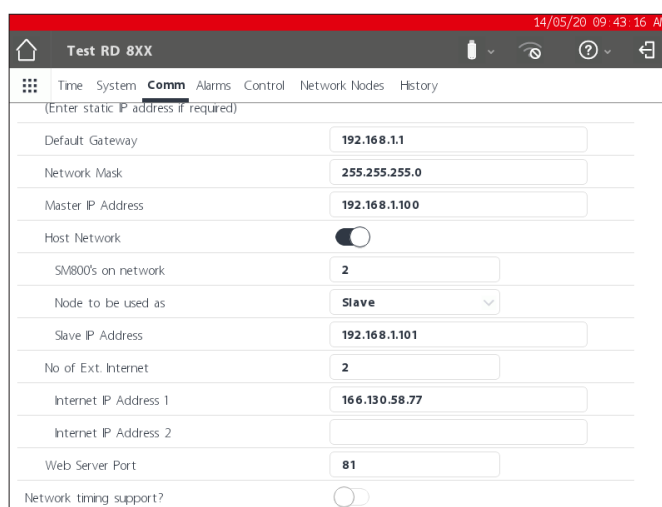 14/05/20 09:43:16 AM
Test RD 8XX
Time System Comm Alarms Control Network Nodes History
(Enter static IP address if required)
Default Gateway 192.168.1.1
Network Mask 255.255.255.0
Master IP Address 192.168.1.100
Host Network
SM800's on network 2
Node to be used as Slave
Slave IP Address 192.168.1.101
No of Ext. Internet 2
Internet IP Address 1 166.130.58.77
Internet IP Address 2
Web Server Port 81
Network timing support?